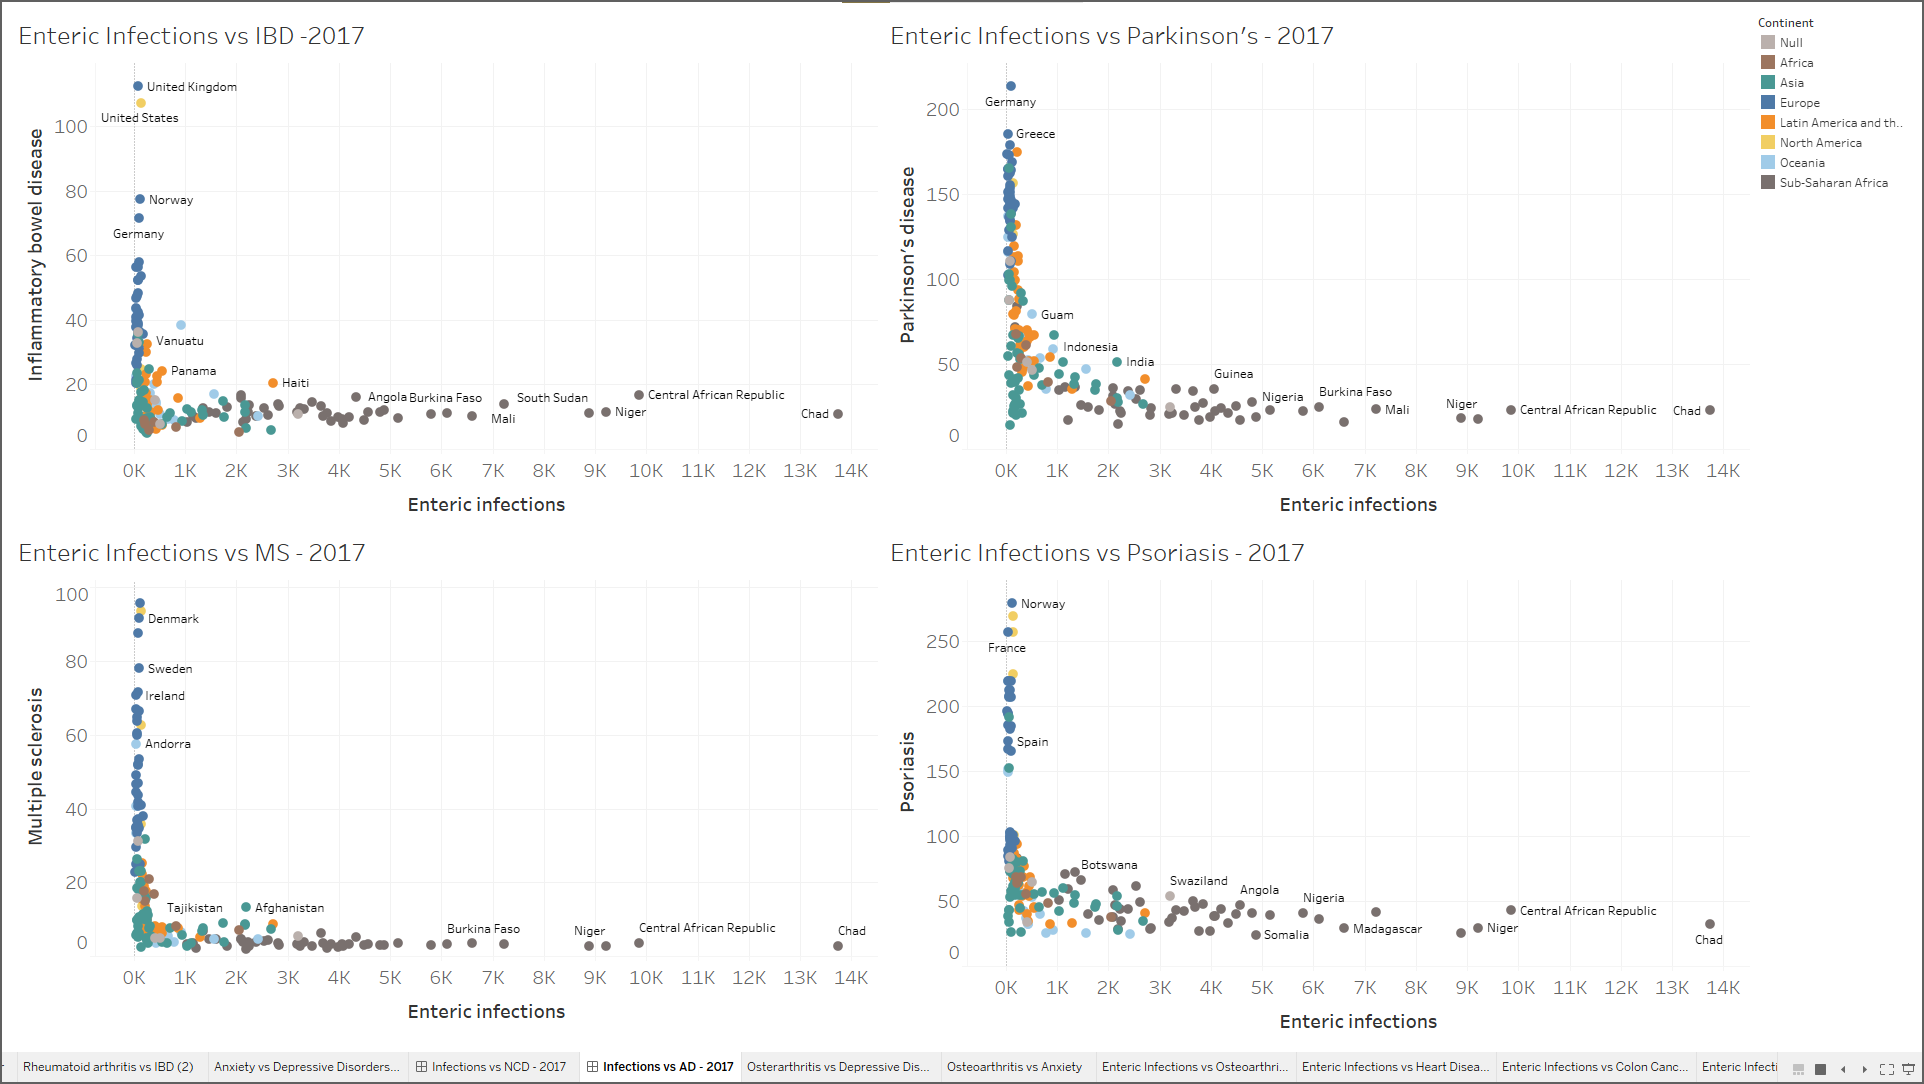 Enteric Infections vs IBD -2017
Inflammatory bowel disease
100
80
60
40
20
0
United Kingdom
United States
Norway
Germany
Vanuatu
Panama
Haiti
Angola
Burkina Faso
South Sudan
Mali
Niger
Central African Republic
Chad
0K 1K 2K 3K 4K 5K 6K 7K 8K 9K 10K 11K 12K 13K 14K
Enteric infections
Enteric Infections vs Parkinson's - 2017
Parkinson's disease
200
150
100
50
0
Germany
Greece
Guam
Indonesia
India
Guinea
Nigeria
Burkina Faso
Mali
Niger
Central African Republic
Chad
0K 1K 2K 3K 4K 5K 6K 7K 8K 9K 10K 11K 12K 13K 14K
Enteric infections
Continent
Null
Africa
Asia
Europe
Latin America and th..
North America
Oceania
Sub-Saharan Africa
Enteric Infections vs MS - 2017
Multiple sclerosis
100
80
60
40
20
0
Denmark
Sweden
Ireland
Andorra
Tajikistan
Afghanistan
Burkina Faso
Niger
Central African Republic
Chad
0K 1K 2K 3K 4K 5K 6K 7K 8K 9K 10K 11K 12K 13K 14K
Enteric infections
Enteric Infections vs Psoriasis - 2017
Psoriasis
250
200
150
100
50
0
Norway
France
Spain
Botswana
Swaziland
Angola
Nigeria
Somalia
Madagascar
Central African Republic
Niger
Chad
0K 1K 2K 3K 4K 5K 6K 7K 8K 9K 10K 11K 12K 13K 14K
Enteric infections
Rheumatoid arthritis vs IBD (2)
Anxiety vs Depressive Disorders...
Infections vs NCD - 2017
Infections vs AD - 2017
Osterarthritis vs Depressive Dis...
Osteoarthritis vs Anxiety
Enteric Infections vs Osteoarthri...
Enteric Infections vs Heart Disea...
Enteric Infections vs Colon Canc...
Enteric Infecti